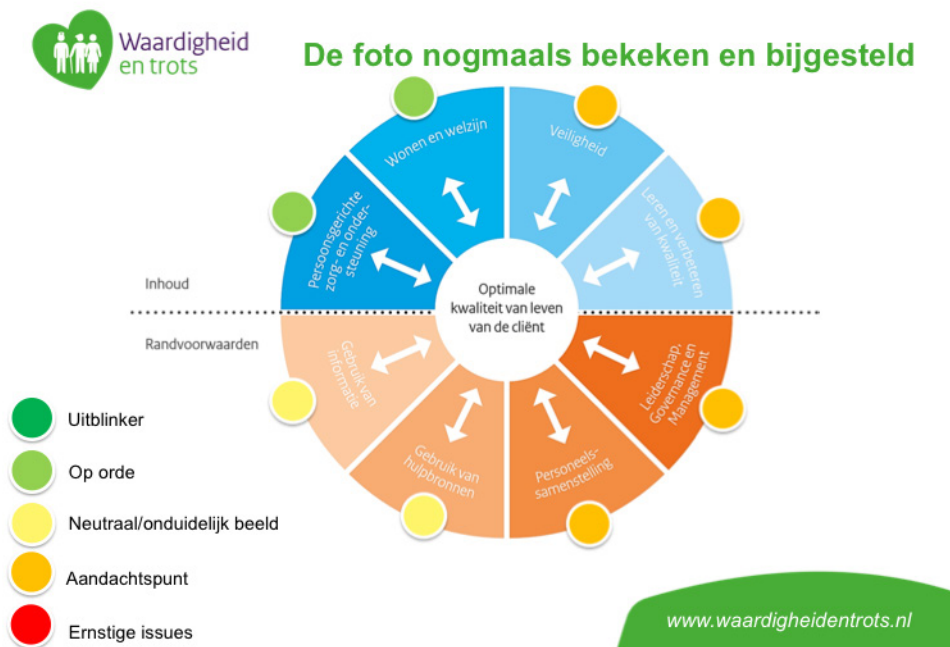 Waardigheid
en trots
De foto nogmaals bekeken en bijgesteld
Wonen en welzijn
Veiligheid
Persoonsgerichte
zorg- en onder-
steuning
Leren en verbeteren
van kwaliteit
Optimale
kwaliteit van leven
van de cliënt
Inhoud
Randvoorwaarden
Gebruik van
informatie
Leiderschap,
Governance en
Management
Gebruik van
hulpbronnen
Personeels-
samenstelling
Uitblinker
Op orde
Neutraal/onduidelijk beeld
Aandachtspunt
Ernstige issues
www.waardigheidentrots.nl